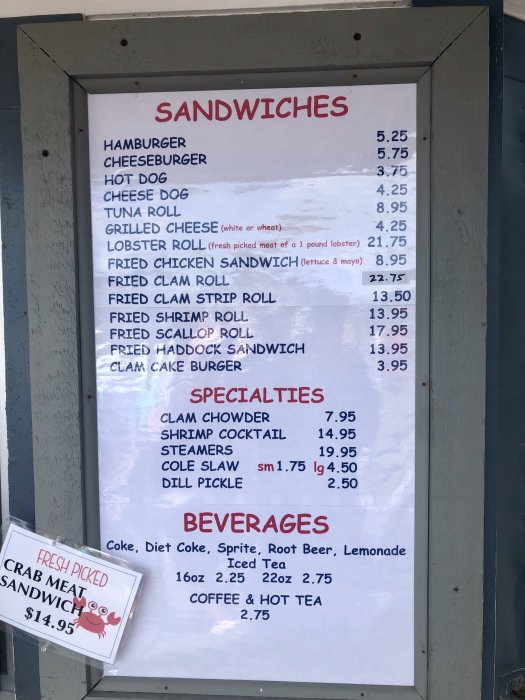 SANDWICHES
HAMBURGER 5.25
CHEESEBURGER 5.75
HOT DOG 3.75
CHEESE DOG 4.25
TUNA ROLL 8.95
GRILLED CHEESE (white or wheat) 4.25
LOBSTER ROLL (fresh picked meat of a 1 pound lobster) 21.75
FRIED CHICKEN SANDWICH (lettuce & mayo) 8.95
FRIED CLAM ROLL 22.75
FRIED CLAM STRIP ROLL 13.50
FRIED SHRIMP ROLL 13.95
FRIED SCALLOP ROLL 17.95
FRIED HADDOCK SANDWICH 13.95
CLAM CAKE BURGER 3.95
SPECIALTIES
CLAM CHOWDER 7.95
SHRIMP COCKTAIL 14.95
STEAMERS 19.95
COLE SLAW sm 1.75 lg 4.50
DILL PICKLE 2.50
BEVERAGES
Coke, Diet Coke, Sprite, Root Beer, Lemonade
Iced Tea
16oz 2.25 22oz 2.75
COFFEE & HOT TEA
2.75
FRESH PICKED
CRAB MEAT
SANDWICH
$14.95